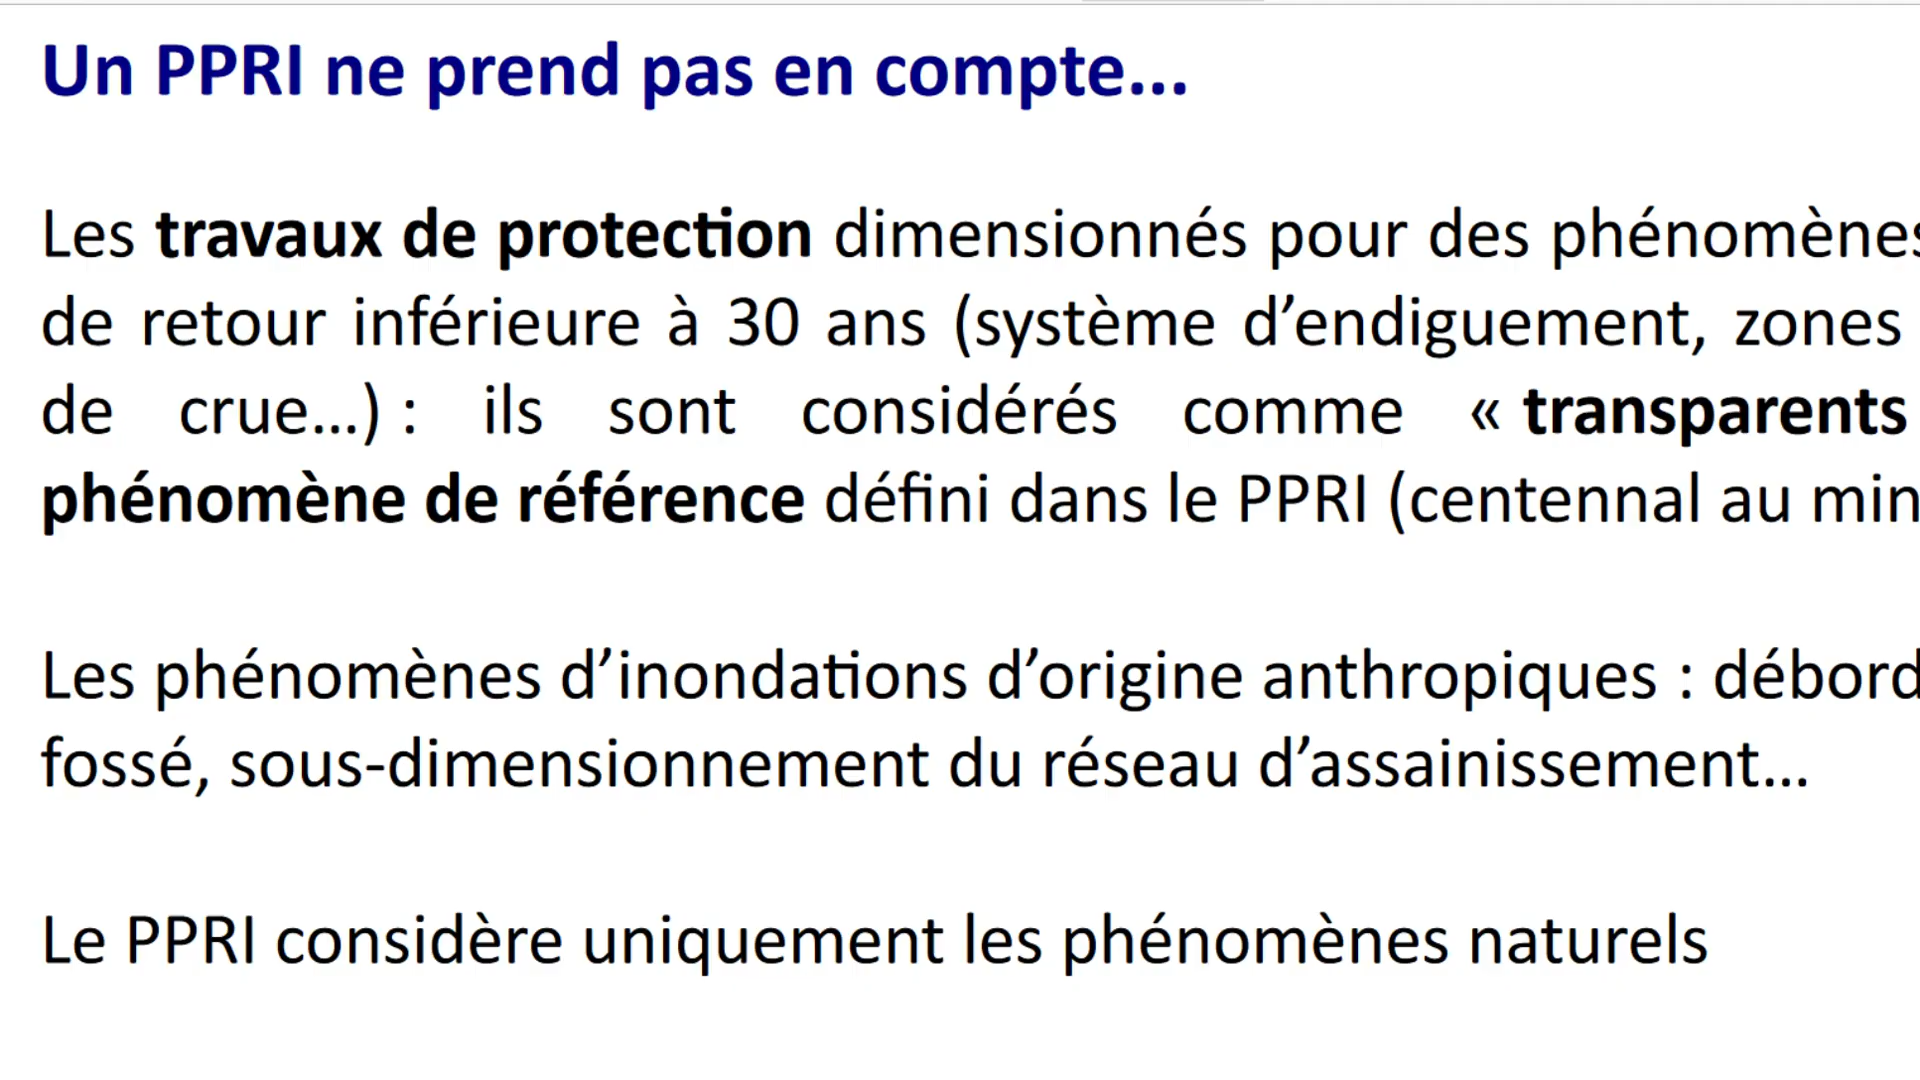 Un PPRI ne prend pas en compte...
Les travaux de protection dimensionnés pour des phénomènes
de retour inférieure à 30 ans (système d’endiguement, zones
de crue…) : ils sont considérés comme « transparents
phénomène de référence défini dans le PPRI (centennal au min
Les phénomènes d’inondations d’origine anthropiques : débord
fossé, sous-dimensionnement du réseau d’assainissement…
Le PPRI considère uniquement les phénomènes naturels